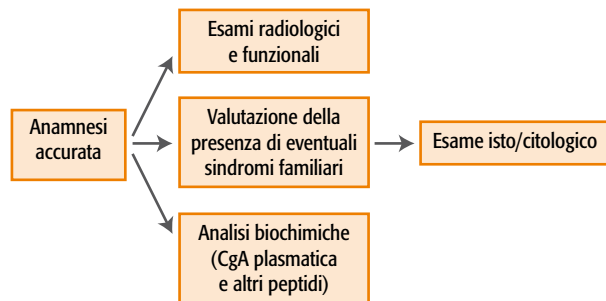 Esami radiologici
e funzionali
Anamnesi
accurata
Valutazione della
presenza di eventuali
sindromi familiari
Esame isto/citologico
Analisi biochimiche
(CgA plasmatica
e altri peptidi)